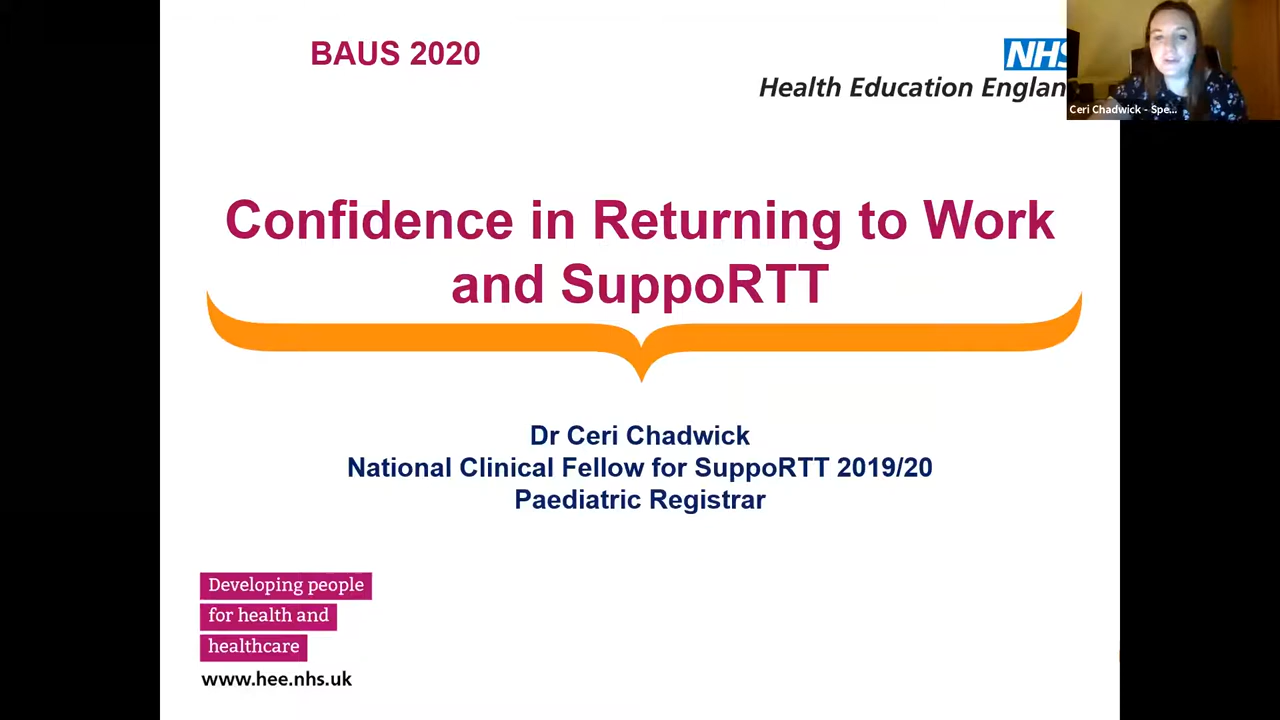 BAUS 2020
NHS
Health Education Englan
Ceri Chadwick - Spe...
Confidence in Returning to Work
and SuppoRTT
Dr Ceri Chadwick
National Clinical Fellow for SuppoRTT 2019/20
Paediatric Registrar
Developing people
for health and
healthcare
www.hee.nhs.uk